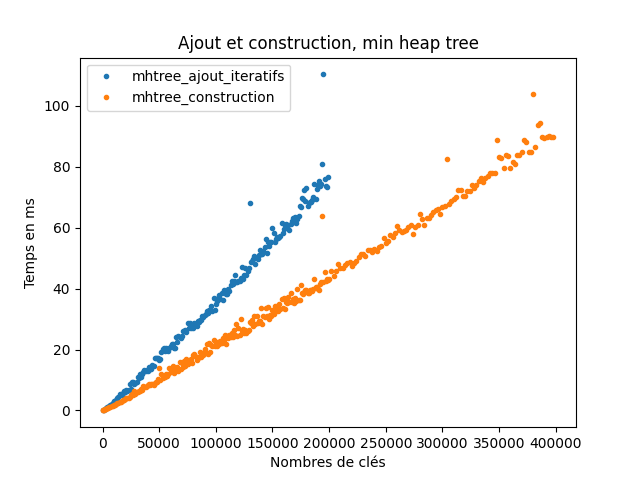 Ajout et construction, min heap tree
mhtree_ajout_iteratifs
mhtree_construction
Temps en ms
100
80
60
40
20
0
0 50000 100000 150000 200000 250000 300000 350000 400000
Nombres de clés